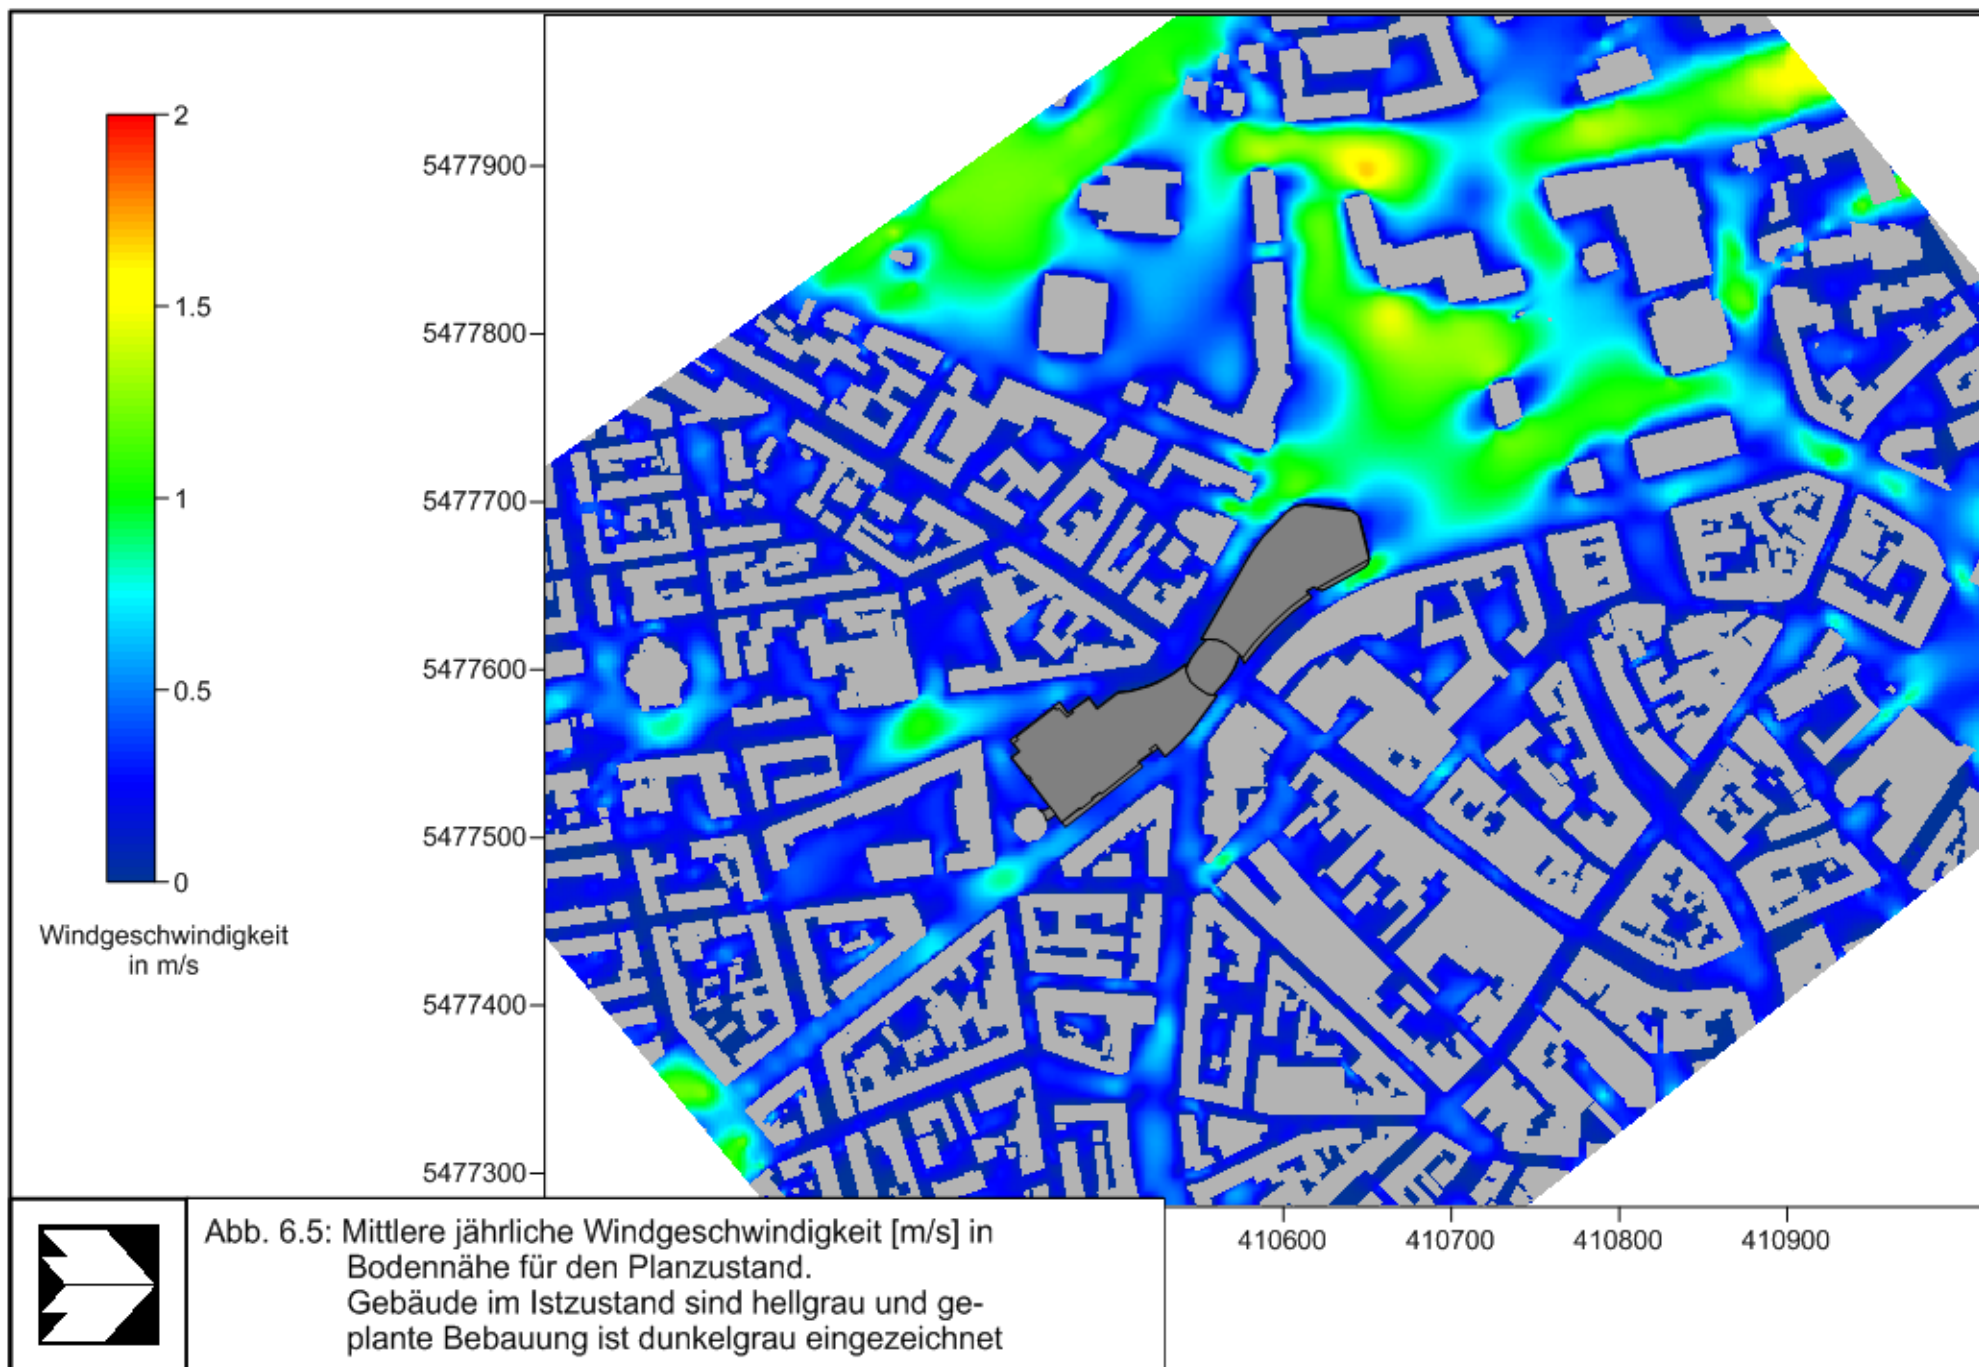 2
1.5
1
0.5
0
Windgeschwindigkeit
in m/s
5477900
5477800
5477700
5477600
5477500
5477400
5477300
410600
410700
410800
410900
Abb. 6.5: Mittlere jährliche Windgeschwindigkeit [m/s] in
Bodennähe für den Planzustand.
Gebäude im Istzustand sind hellgrau und ge-
plante Bebauung ist dunkelgrau eingezeichnet